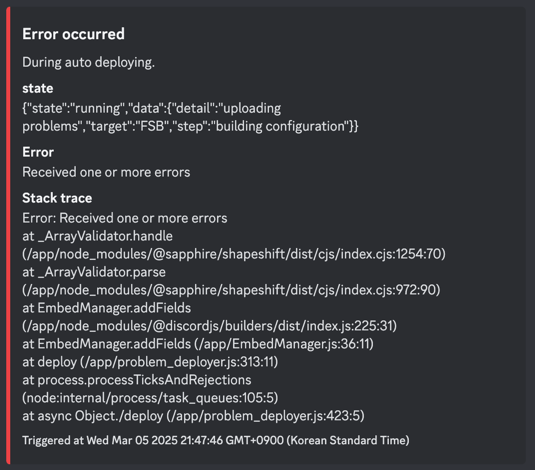 Error occurred
During auto deploying.
state
{"state":"running","data":{"detail":"uploading
problems","target":"FSB","step":"building configuration"}}
Error
Received one or more errors
Stack trace
Error: Received one or more errors
at _ArrayValidator.handle
(/app/node_modules/@sapphire/shapeshift/dist/cjs/index.cjs:1254:70)
at _ArrayValidator.parse
(/app/node_modules/@sapphire/shapeshift/dist/cjs/index.cjs:972:90)
at EmbedManager.addFields
(/app/node_modules/@discordjs/builders/dist/index.js:225:31)
at EmbedManager.addFields (/app/EmbedManager.js:36:11)
at deploy (/app/problem_deployer.js:313:11)
at process.processTicksAndRejections
(node:internal/process/task_queues:105:5)
at async Object./deploy (/app/problem_deployer.js:423:5)
Triggered at Wed Mar 05 2025 21:47:46 GMT+0900 (Korean Standard Time)